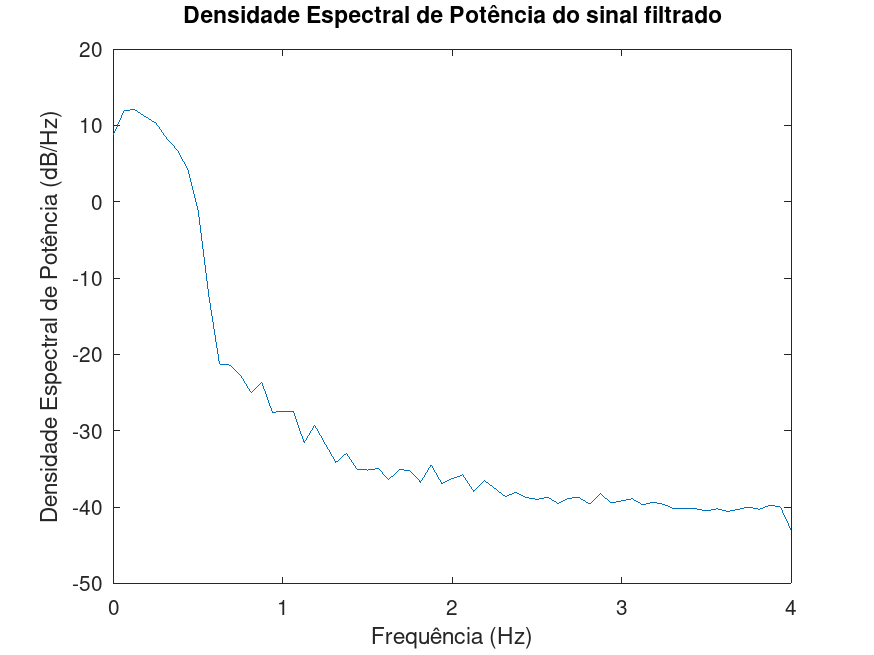 Densidade Espectral de Potência do sinal filtrado
20
10
0
-10
-20
-30
-40
-50
Densidade Espectral de Potência (dB/Hz)
0 1 2 3 4
Frequência (Hz)